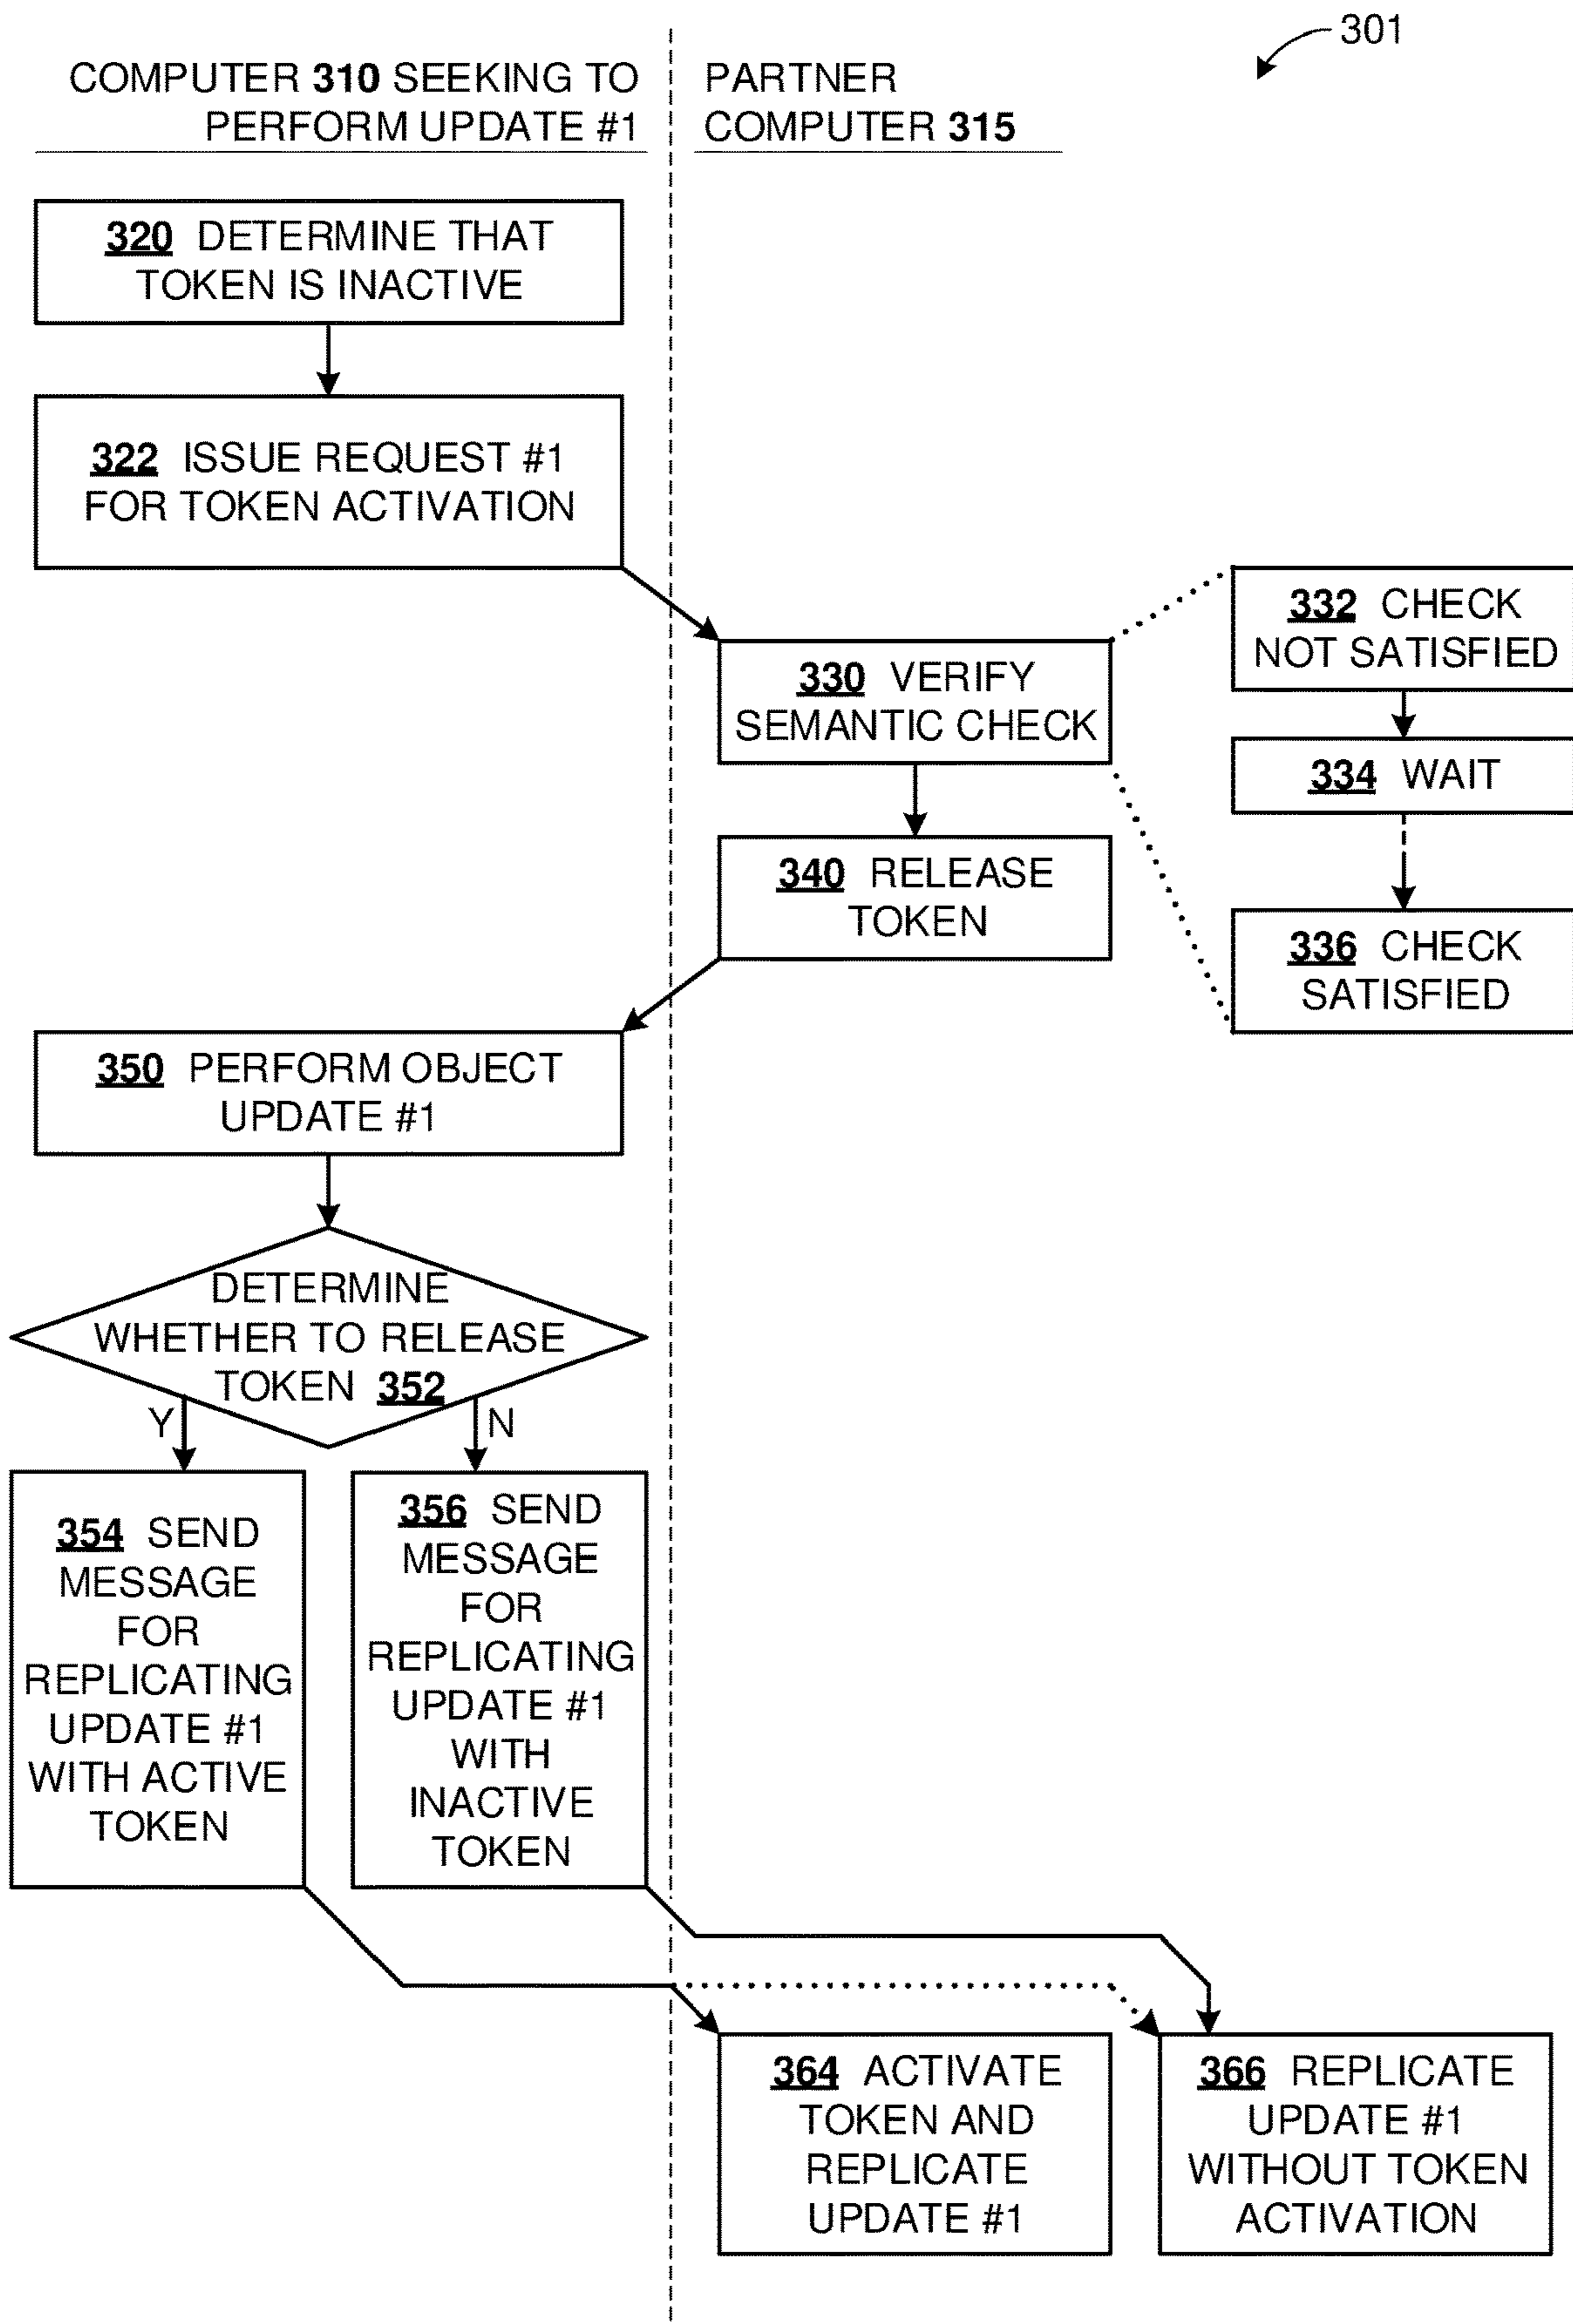 301
COMPUTER 310 SEEKING TO
PERFORM UPDATE #1
PARTNER
COMPUTER 315
320 DETERMINE THAT
TOKEN IS INACTIVE
322 ISSUE REQUEST #1
FOR TOKEN ACTIVATION
330 VERIFY
SEMANTIC CHECK
332 CHECK
NOT SATISFIED
334 WAIT
336 CHECK
SATISFIED
340 RELEASE
TOKEN
350 PERFORM OBJECT
UPDATE #1
DETERMINE
WHETHER TO RELEASE
TOKEN 352
Y
N
354 SEND
MESSAGE
FOR
REPLICATING
UPDATE #1
WITH ACTIVE
TOKEN
356 SEND
MESSAGE
FOR
REPLICATING
UPDATE #1
WITH
INACTIVE
TOKEN
364 ACTIVATE
TOKEN AND
REPLICATE
UPDATE #1
366 REPLICATE
UPDATE #1
WITHOUT TOKEN
ACTIVATION